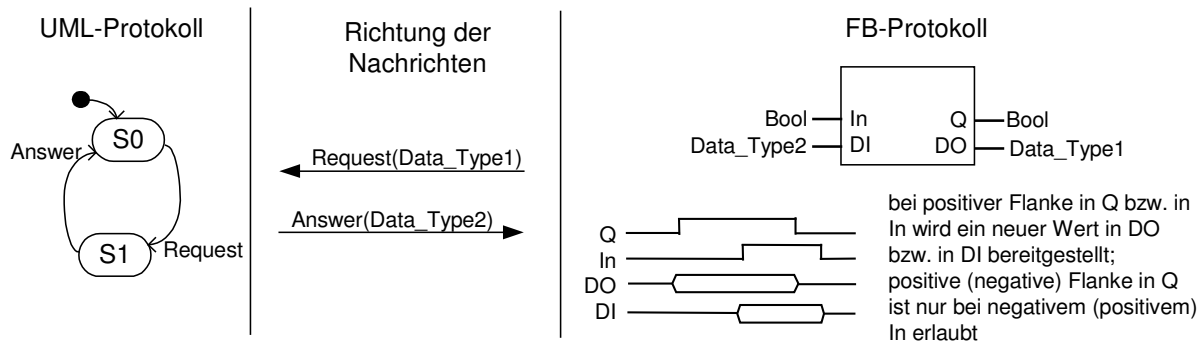 UML-Protokoll
Richtung der
Nachrichten
FB-Protokoll
S0
Answer
S1
Request
Request(Data_Type1)
Answer(Data_Type2)
Bool In Q Bool
Data_Type2 DI DO Data_Type1
Q
In
DO
DI
bei positiver Flanke in Q bzw. in
In wird ein neuer Wert in DO
bzw. in DI bereitgestellt;
positive (negative) Flanke in Q
ist nur bei negativem (positivem)
In erlaubt